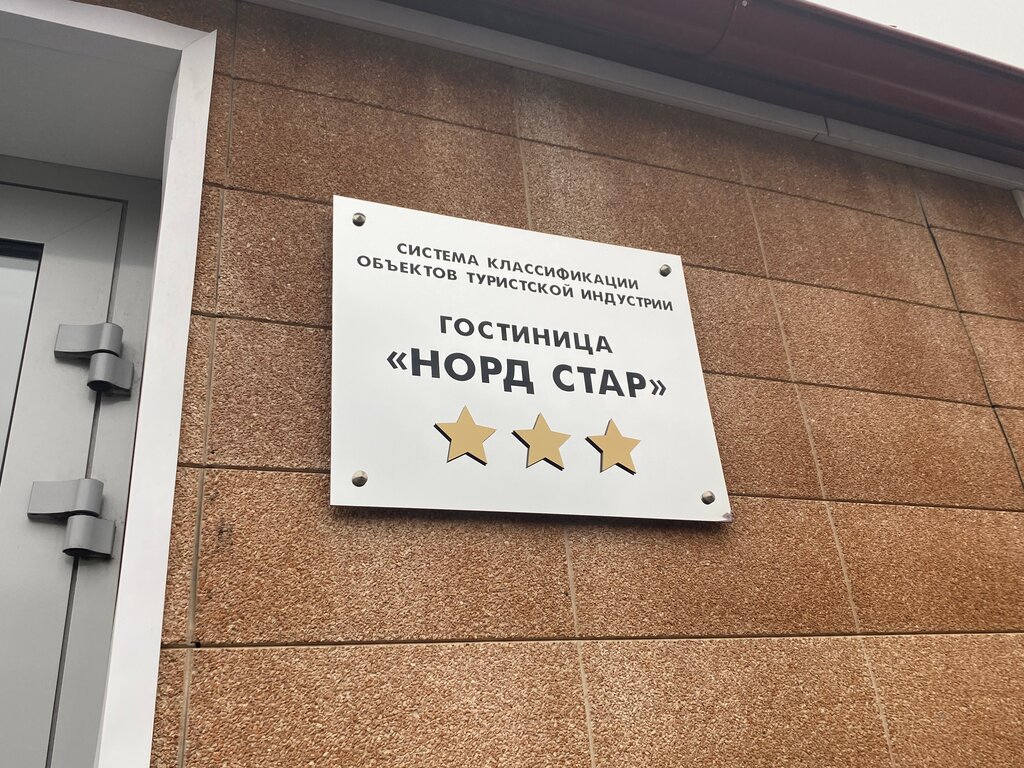 СИСТЕМА КЛАССИФИКАЦИИ
ОБЪЕКТОВ ТУРИСТСКОЙ ИНДУСТРИИ
ГОСТИНИЦА
«НОРД СТАР»